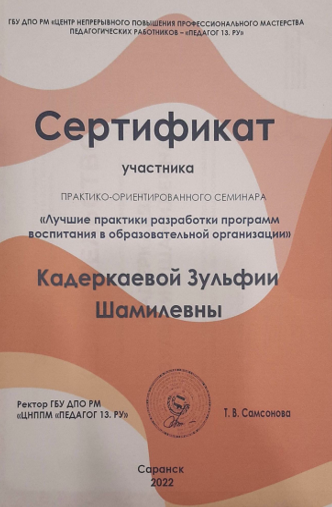 ГБУ ДПО РМ «ЦЕНТР НЕПРЕРЫВНОГО ПОВЫШЕНИЯ ПРОФЕССИОНАЛЬНОГО МАСТЕРСТВА
ПЕДАГОГИЧЕСКИХ РАБОТНИКОВ – «ПЕДАГОГ 13. РУ»
Сертификат
участника
ПРАКТИКО-ОРИЕНТИРОВАННОГО СЕМИНАРА
«Лучшие практики разработки программ
воспитания в образовательной организации»
Кадеркаевой Зульфии
Шамилевны
Ректор ГБУ ДПО РМ
«ЦНППМ «ПЕДАГОГ 13. РУ»
Т. В. Самсонова
Саранск
2022